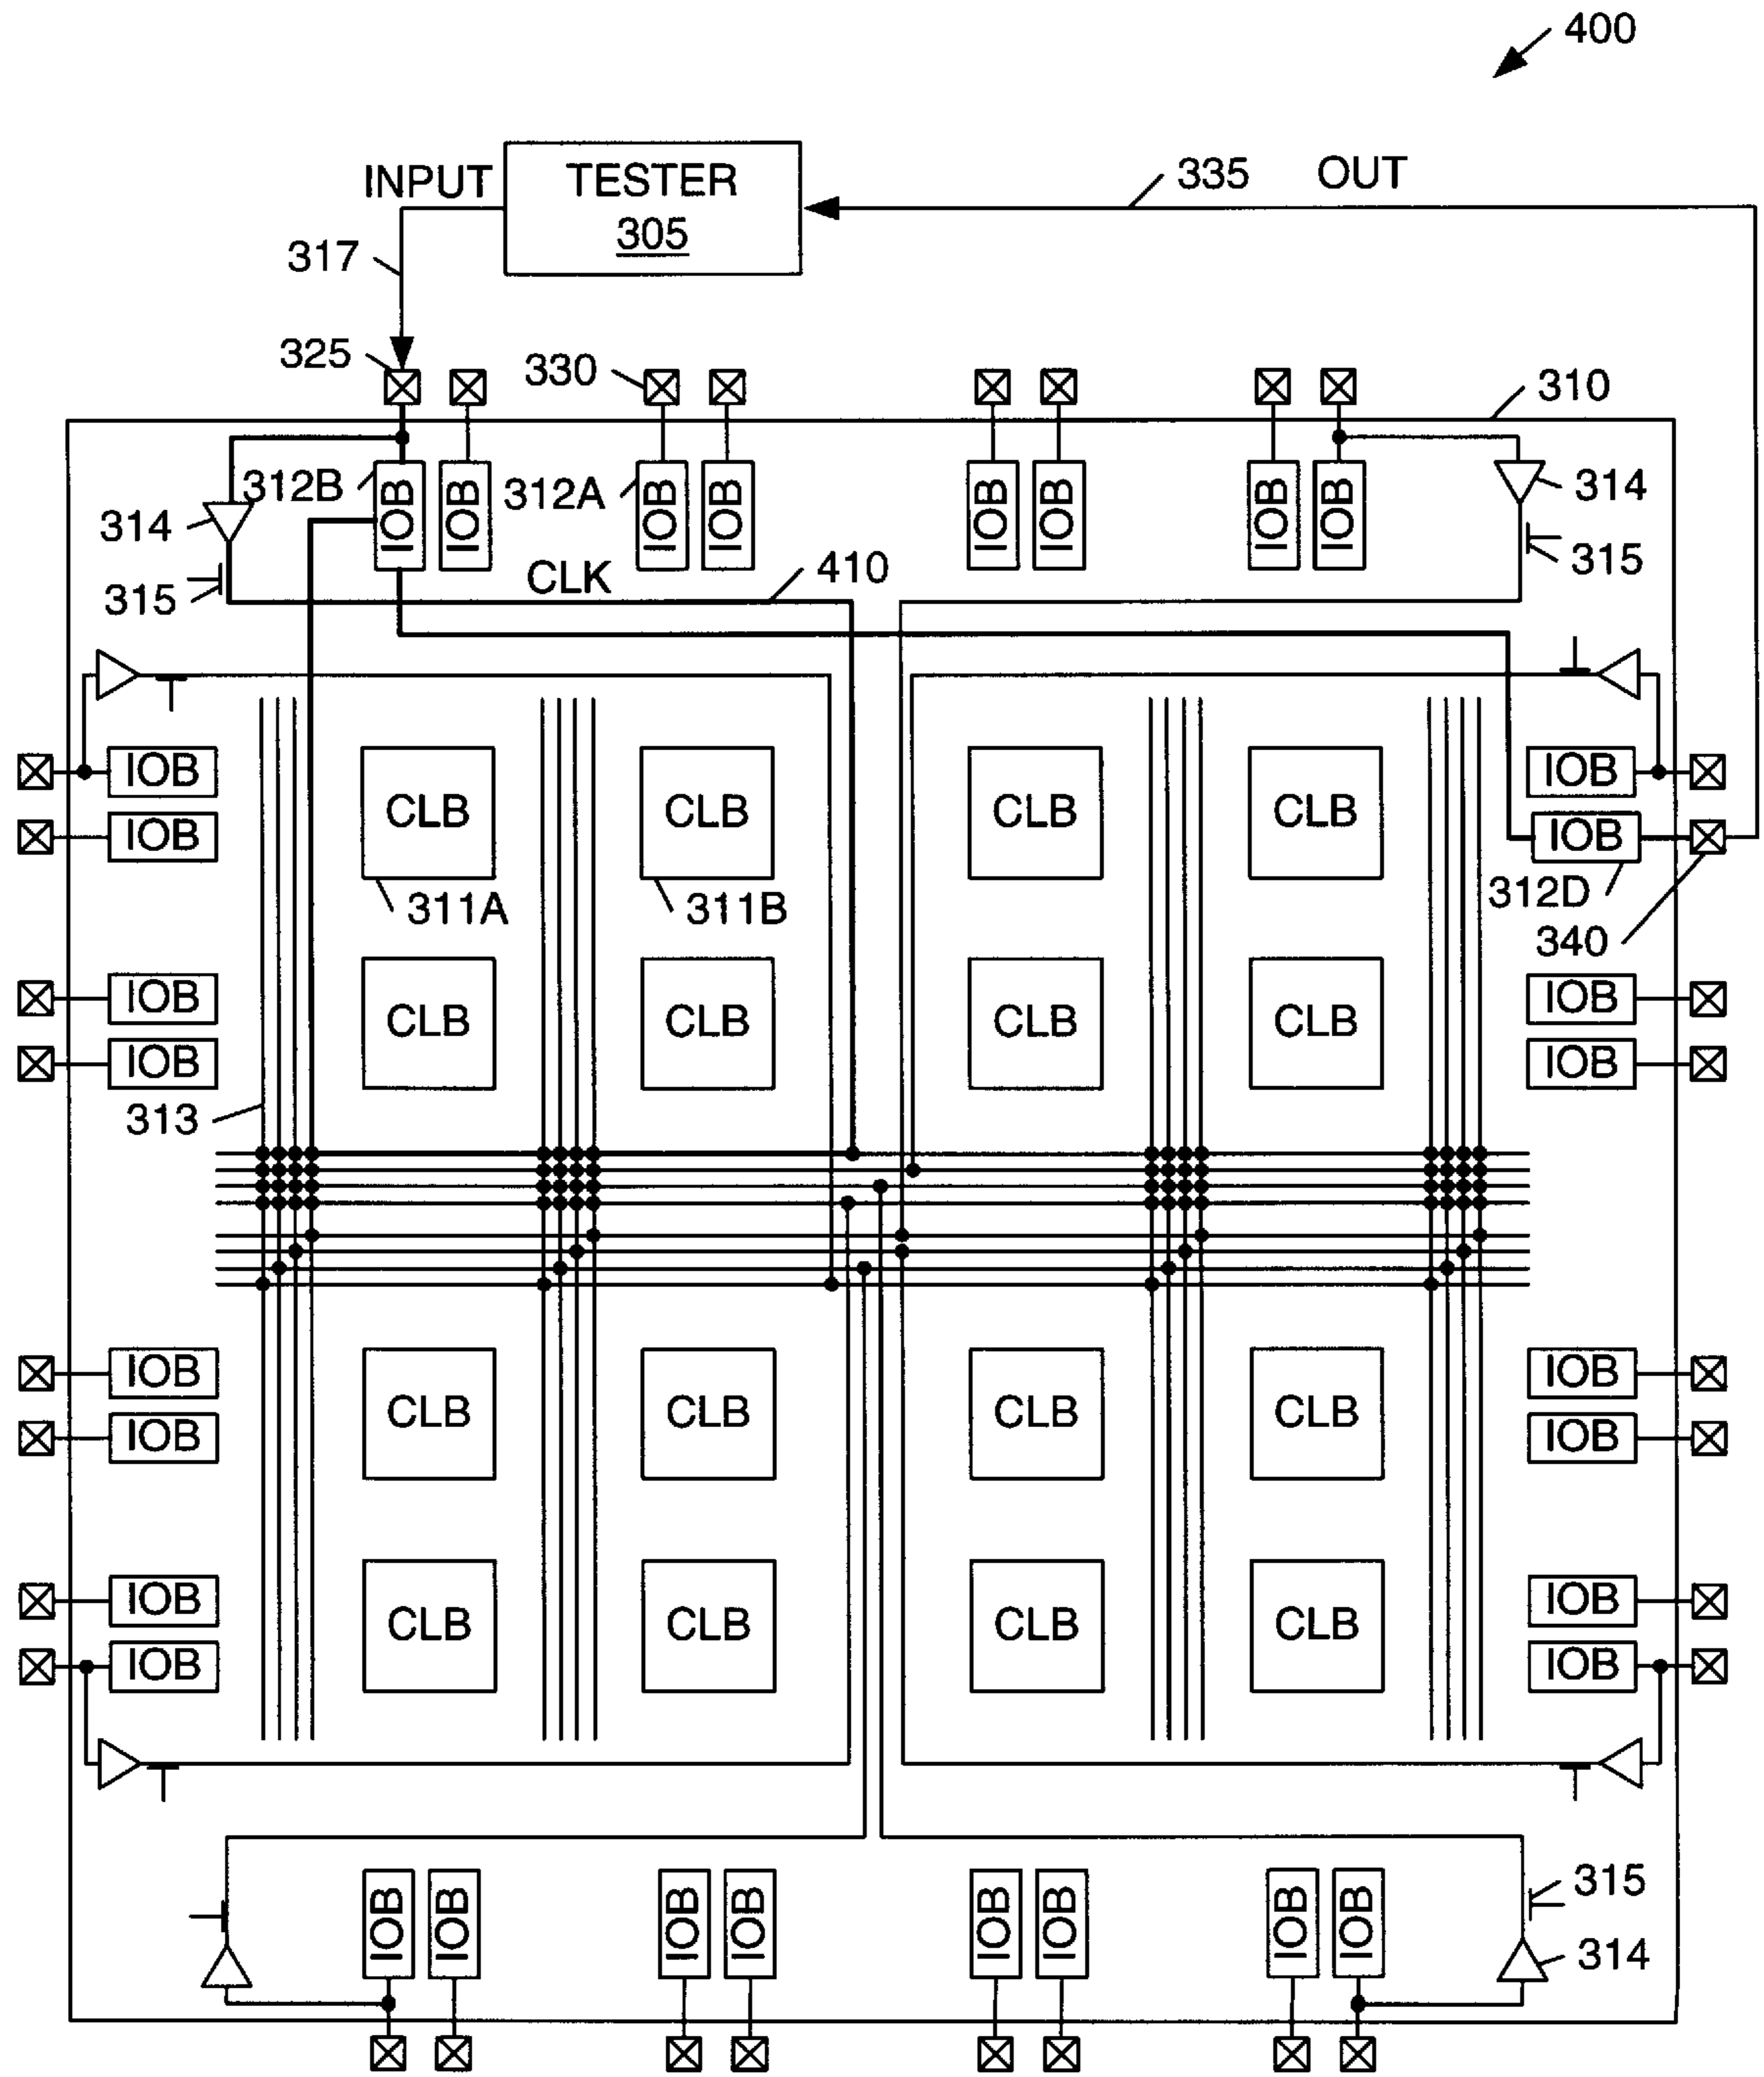 400
INPUT
TESTER
305
335
OUT
317
325
330
310
312B
IOB
IOB
312A
IOB
IOB
IOB
IOB
IOB
IOB
314
314
315
CLK
410
315
IOB
CLB
CLB
CLB
CLB
IOB
IOB
IOB
311A
311B
312D
340
IOB
CLB
CLB
CLB
CLB
IOB
IOB
IOB
313
IOB
CLB
CLB
CLB
CLB
IOB
IOB
IOB
IOB
CLB
CLB
CLB
CLB
IOB
IOB
IOB
IOB
IOB
IOB
IOB
IOB
IOB
IOB
IOB
315
314